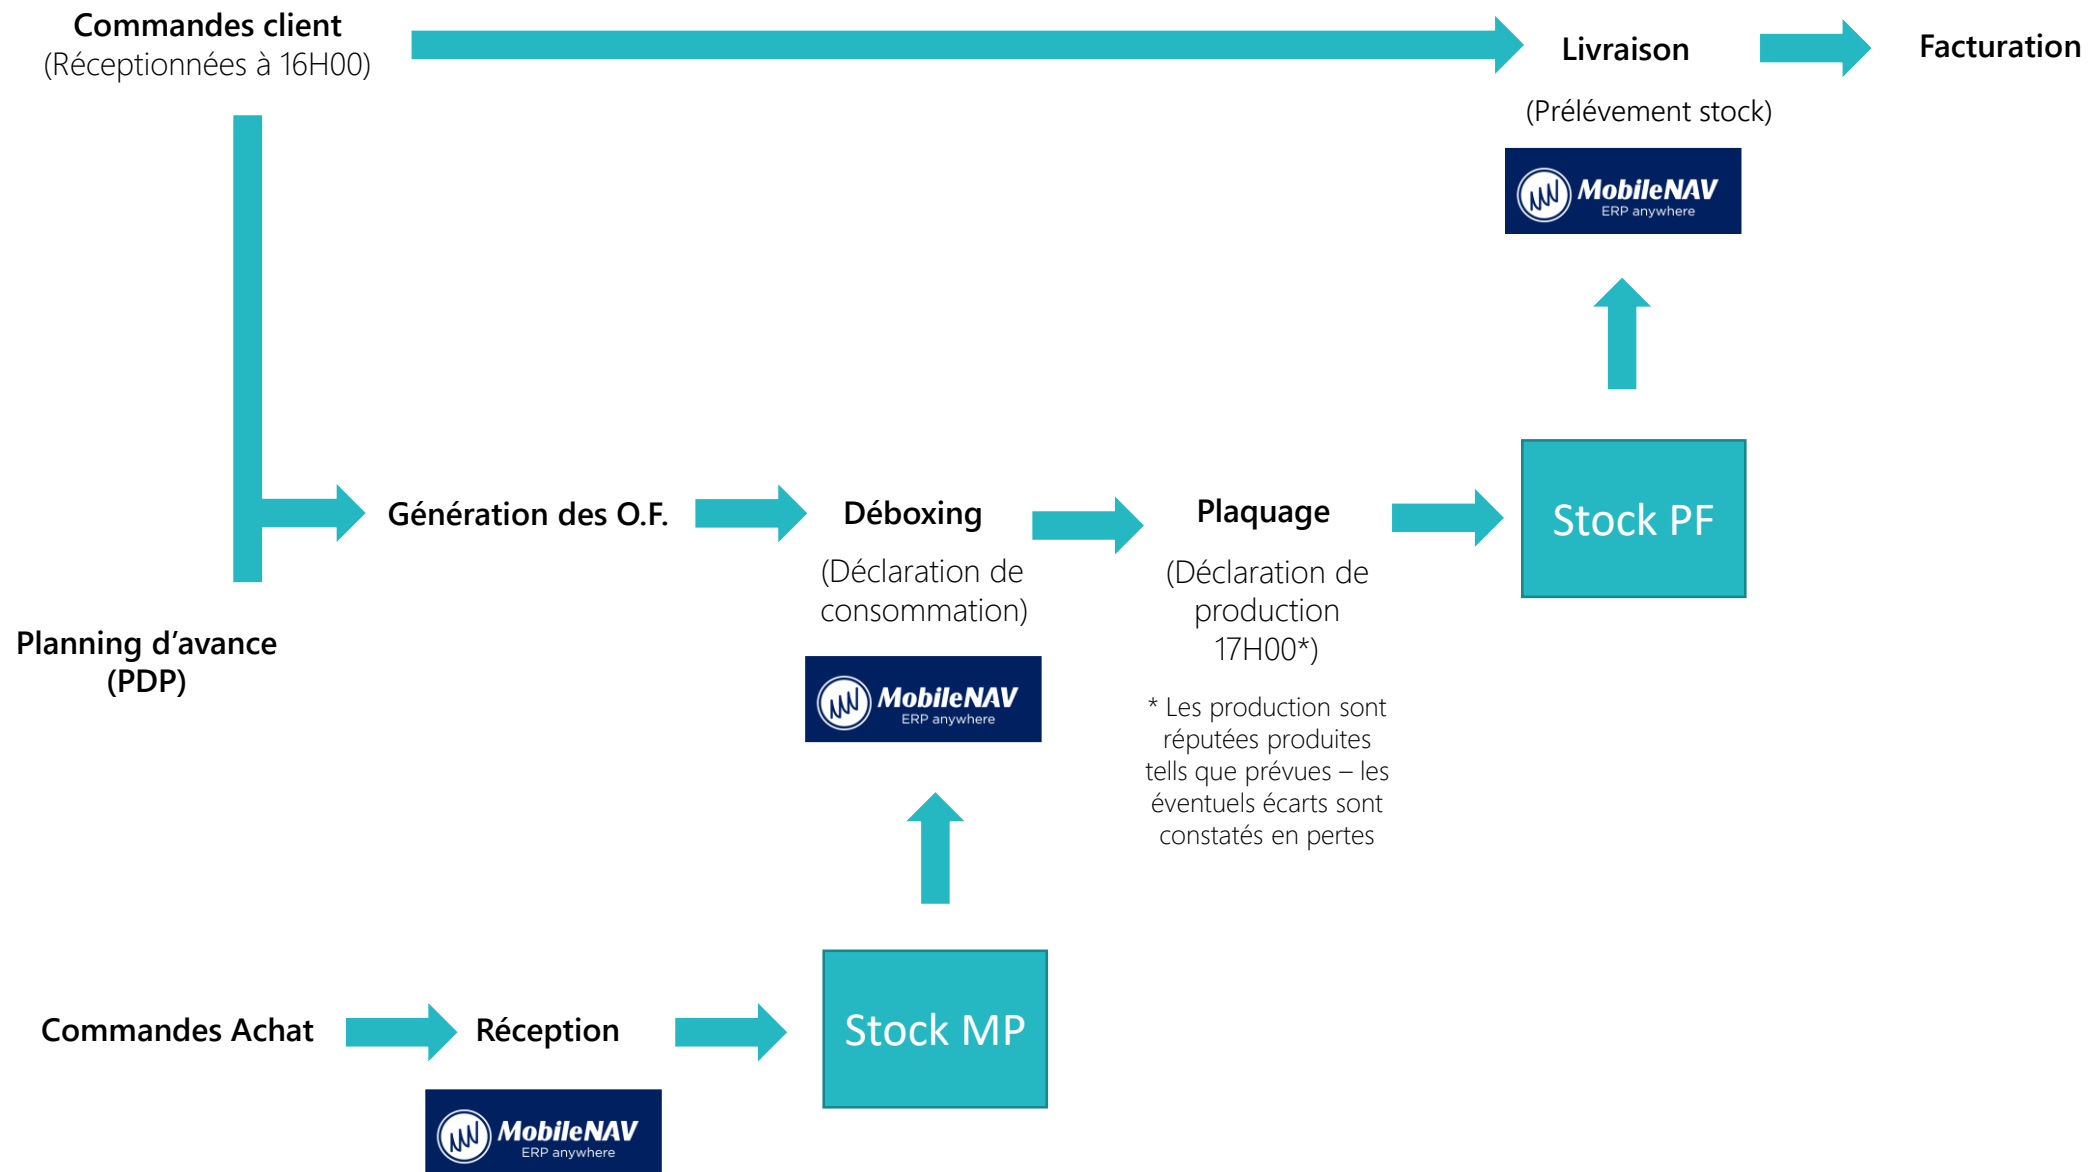 Commandes client
(Réceptionnées à 16H00)
Livraison
Facturation
(Prélévement stock)
MobileNAV
ERP anywhere
Génération des O.F.
Déboxing
(Déclaration de
consommation)
MobileNAV
ERP anywhere
Plaquage
(Déclaration de
production
17H00*)
* Les production sont
réputées produites
tells que prévues – les
éventuels écarts sont
constatés en pertes
Stock PF
Planning d’avance
(PDP)
Commandes Achat
Réception
MobileNAV
ERP anywhere
Stock MP